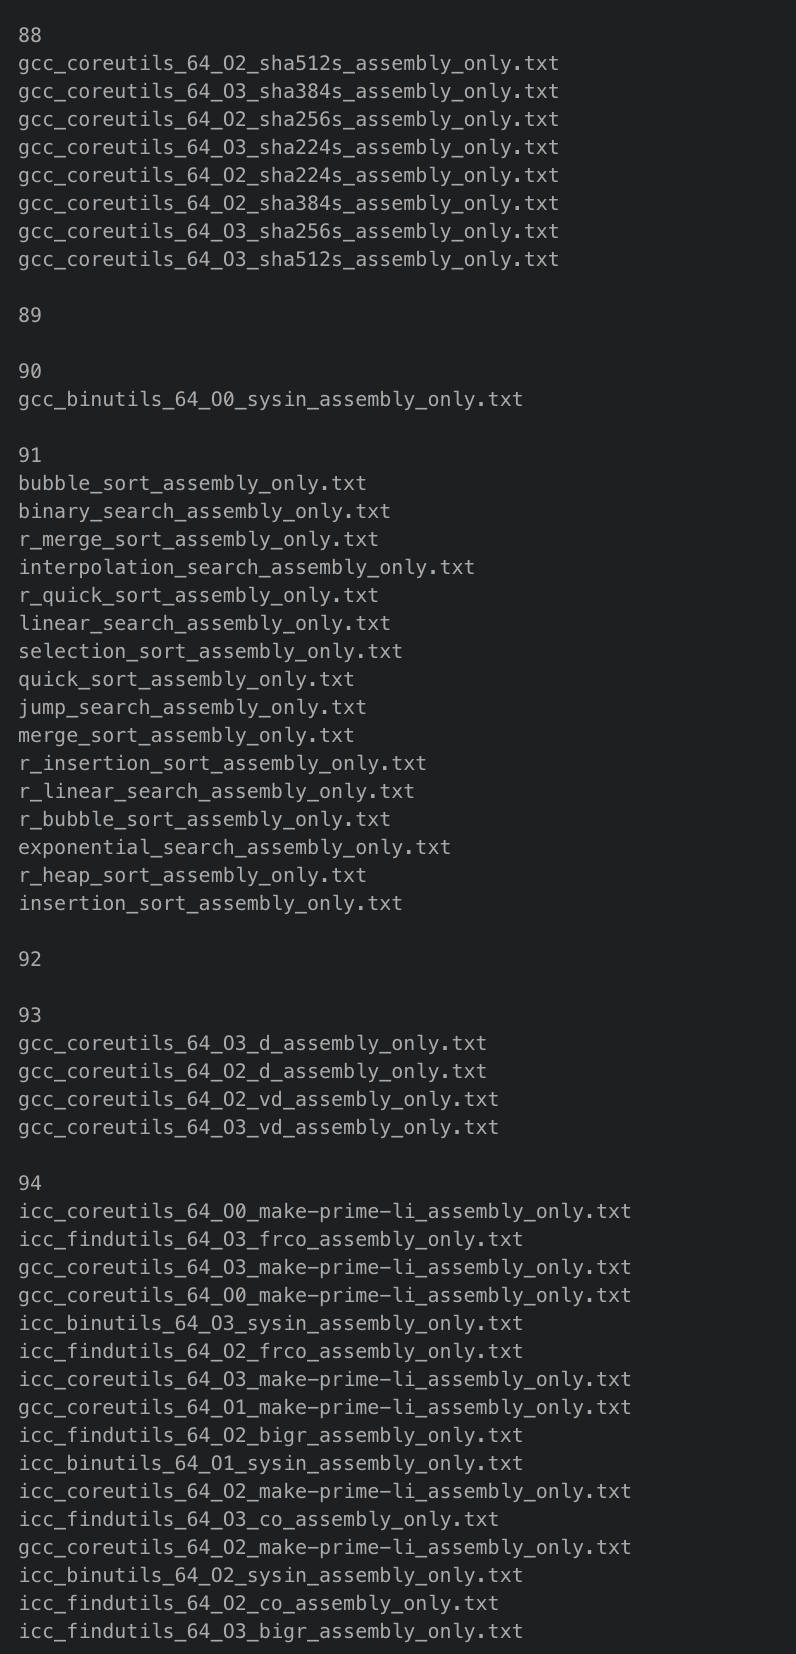 88
gcc_coreutils_64_O2_sha512s_assembly_only.txt
gcc_coreutils_64_O3_sha384s_assembly_only.txt
gcc_coreutils_64_O2_sha256s_assembly_only.txt
gcc_coreutils_64_O3_sha224s_assembly_only.txt
gcc_coreutils_64_O2_sha224s_assembly_only.txt
gcc_coreutils_64_O2_sha384s_assembly_only.txt
gcc_coreutils_64_O3_sha256s_assembly_only.txt
gcc_coreutils_64_O3_sha512s_assembly_only.txt
89
90
gcc_binutils_64_O0_sysin_assembly_only.txt
91
bubble_sort_assembly_only.txt
binary_search_assembly_only.txt
r_merge_sort_assembly_only.txt
interpolation_search_assembly_only.txt
r_quick_sort_assembly_only.txt
linear_search_assembly_only.txt
selection_sort_assembly_only.txt
quick_sort_assembly_only.txt
jump_search_assembly_only.txt
merge_sort_assembly_only.txt
r_insertion_sort_assembly_only.txt
r_linear_search_assembly_only.txt
r_bubble_sort_assembly_only.txt
exponential_search_assembly_only.txt
r_heap_sort_assembly_only.txt
insertion_sort_assembly_only.txt
92
93
gcc_coreutils_64_O3_d_assembly_only.txt
gcc_coreutils_64_O2_d_assembly_only.txt
gcc_coreutils_64_O2_vd_assembly_only.txt
gcc_coreutils_64_O3_vd_assembly_only.txt
94
icc_coreutils_64_O0_make-prime-li_assembly_only.txt
icc_findutils_64_O3_frco_assembly_only.txt
gcc_coreutils_64_O3_make-prime-li_assembly_only.txt
gcc_coreutils_64_O0_make-prime-li_assembly_only.txt
icc_binutils_64_O3_sysin_assembly_only.txt
icc_findutils_64_O2_frco_assembly_only.txt
icc_coreutils_64_O3_make-prime-li_assembly_only.txt
gcc_coreutils_64_O1_make-prime-li_assembly_only.txt
icc_findutils_64_O2_bigr_assembly_only.txt
icc_binutils_64_O1_sysin_assembly_only.txt
icc_coreutils_64_O2_make-prime-li_assembly_only.txt
icc_findutils_64_O3_co_assembly_only.txt
gcc_coreutils_64_O2_make-prime-li_assembly_only.txt
icc_binutils_64_O2_sysin_assembly_only.txt
icc_findutils_64_O2_co_assembly_only.txt
icc_findutils_64_O3_bigr_assembly_only.txt